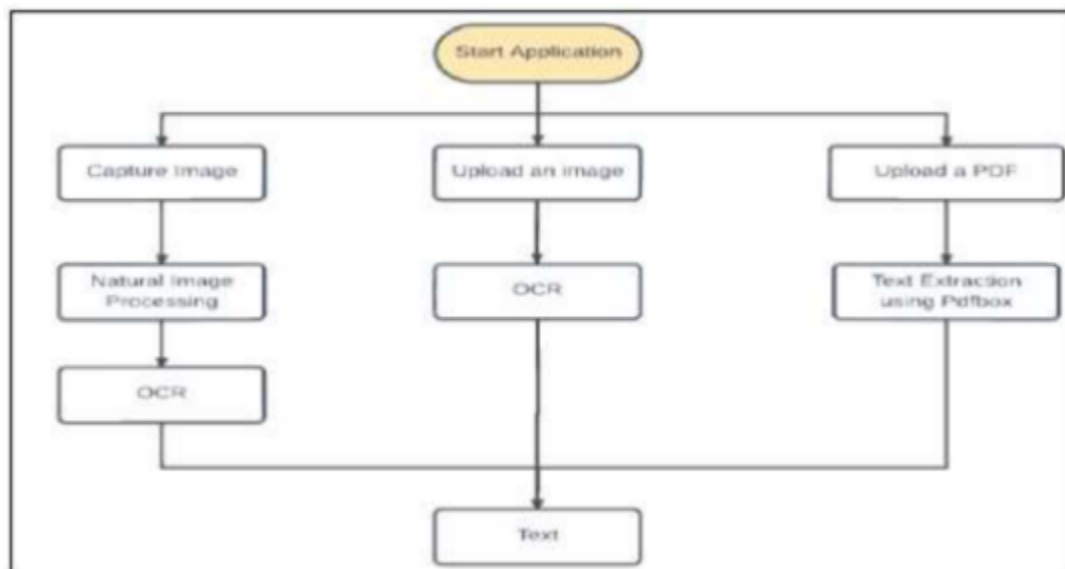 Start Application
Capture Image
Upload an image
Upload a PDF
Natural Image
Processing
OCR
Text Extraction
using Pdfbox
OCR
Text